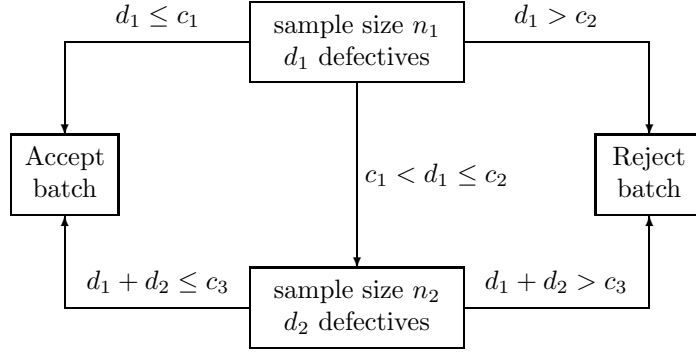 d₁ ≤ c₁
sample size n₁
d₁ defectives
d₁ > c₂
Accept
batch
c₁ < d₁ ≤ c₂
Reject
batch
d₁ + d₂ ≤ c₃
sample size n₂
d₂ defectives
d₁ + d₂ > c₃